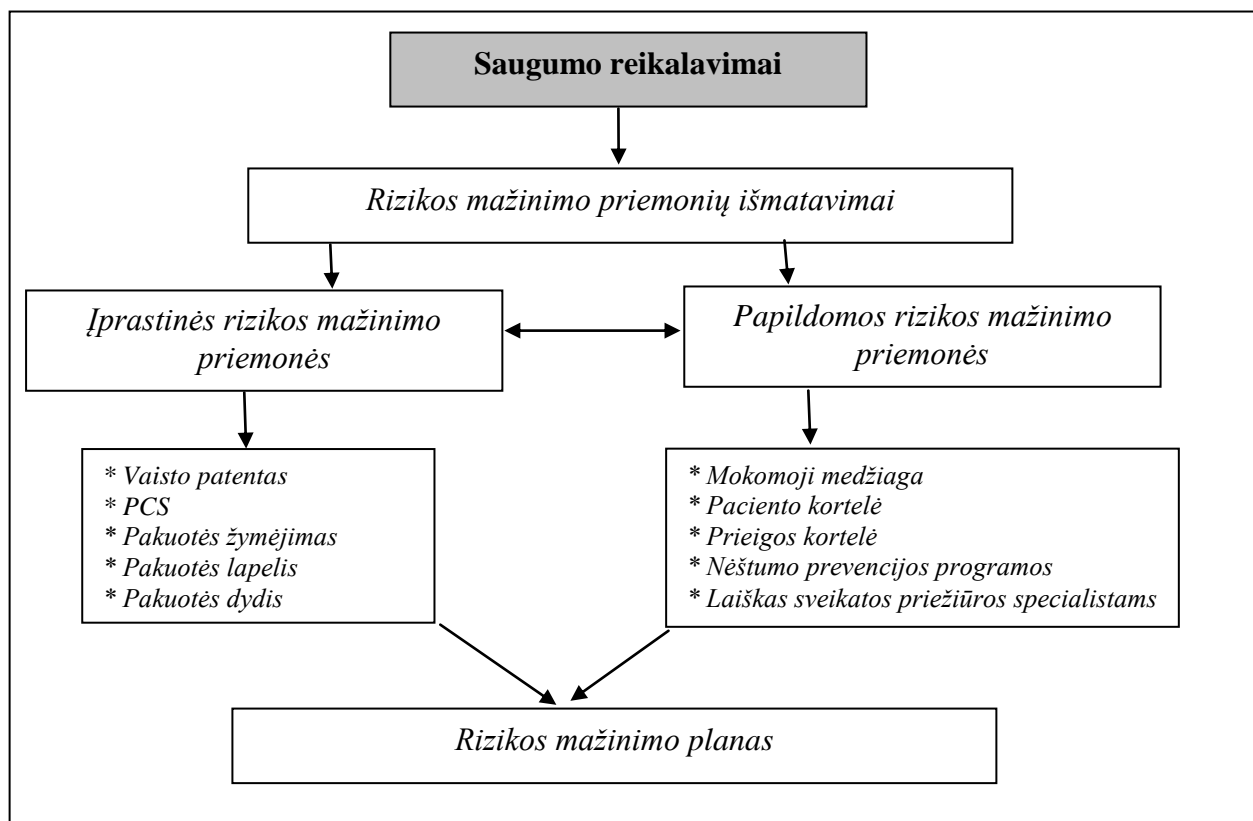 Saugumo reikalavimai
Rizikos mažinimo priemonių išmatavimai
Įprastinės rizikos mažinimo
priemonės
Papildomos rizikos mažinimo
priemonės
* Vaisto patentas
* PCS
* Pakuotės žymėjimas
* Pakuotės lapelis
* Pakuotės dydis
* Mokomoji medžiaga
* Paciento kortelė
* Prieigos kortelė
* Nėštumo prevencijos programos
* Laiškas sveikatos priežiūros specialistams
Rizikos mažinimo planas